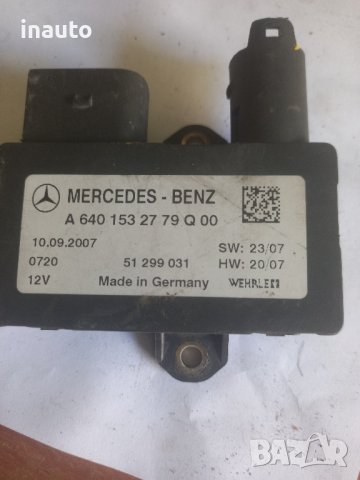 inauto
MERCEDES - BENZ
A 640 153 27 79 Q 00
10.09.2007 SW: 23/07
0720 51 299 031 HW: 20/07
12V Made in Germany WEHRLE
bazar